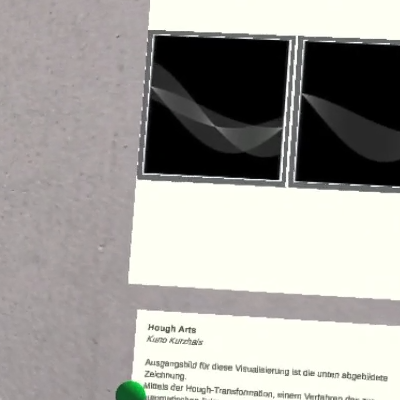 Hough Arts
Kuno Kurzhals
Ausgangsbild für diese Visualisierung ist die unten abgebildete
Zeichnung.
Mittels der Hough-Transformation, einem Verfahren der
automatischen